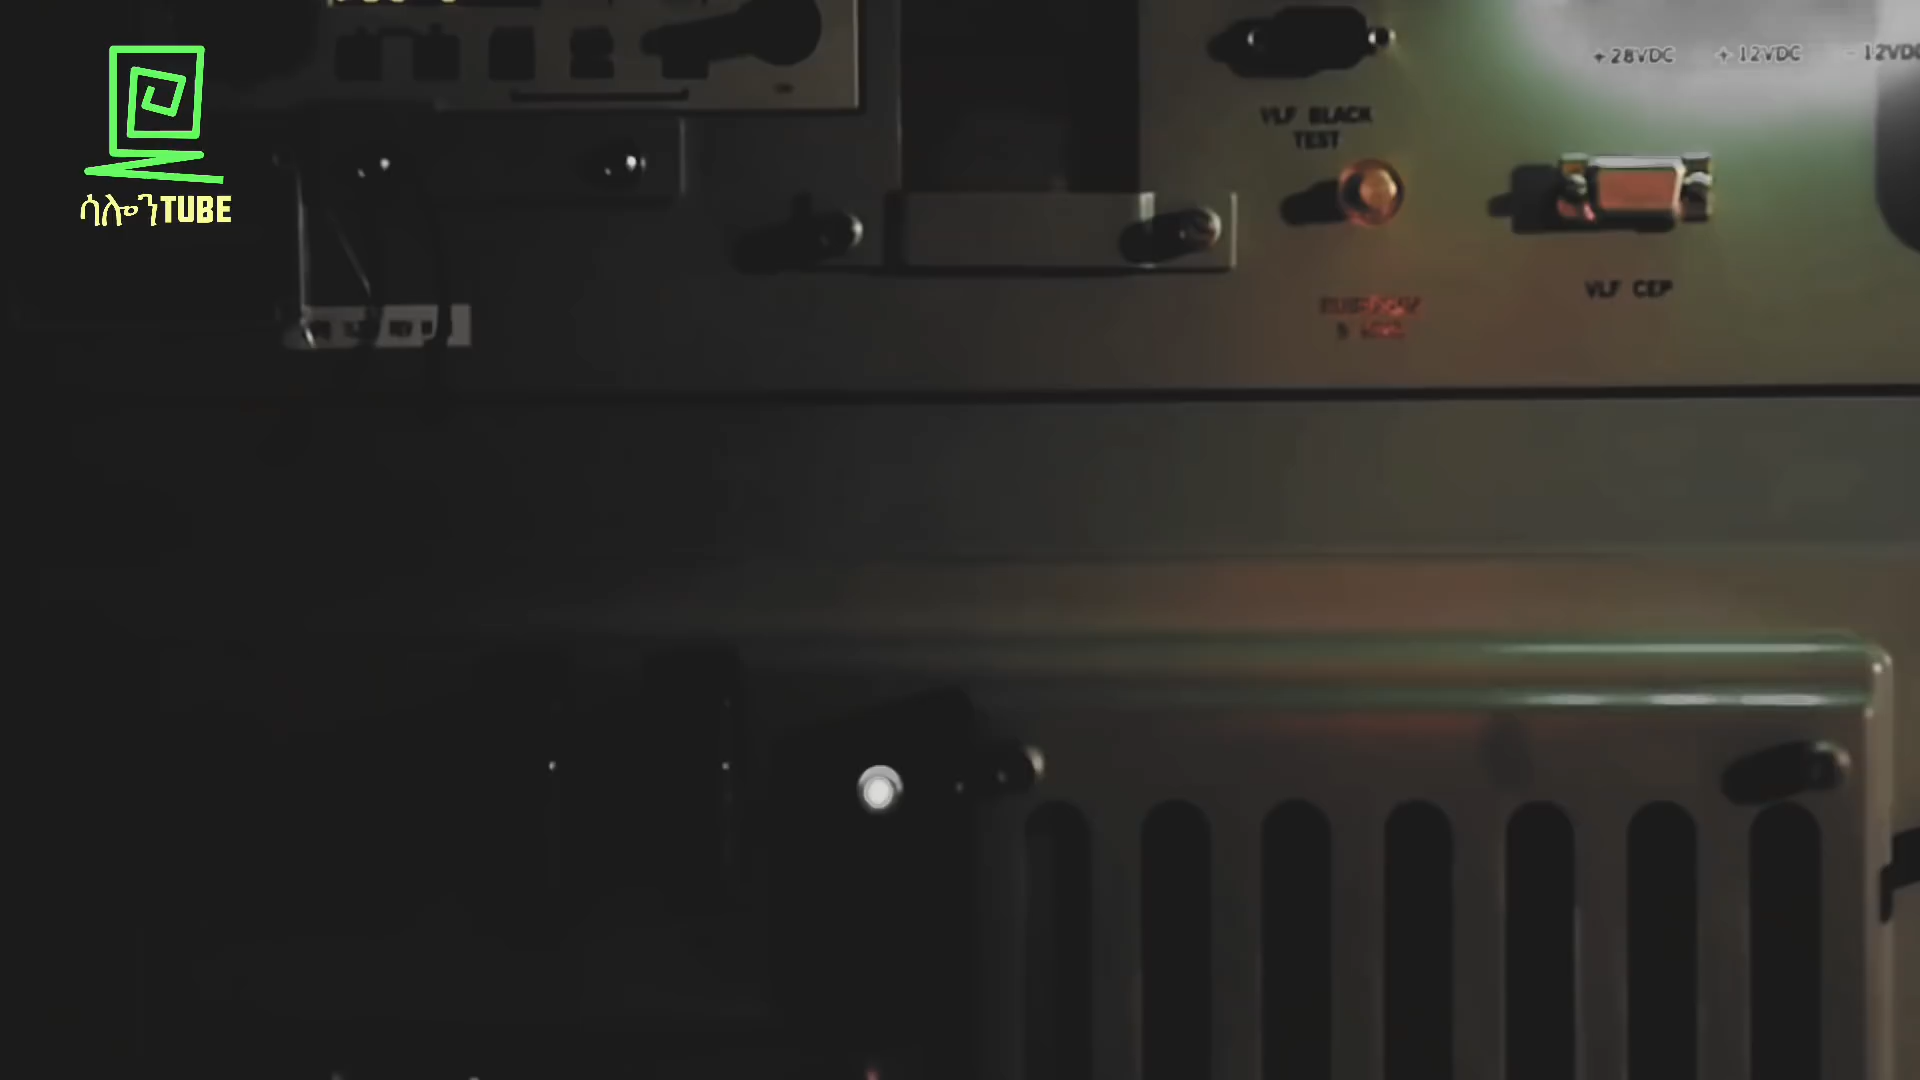 +28VDC +12VDC -12VDC
VLF BLACK
TEST
VLF CEP
ሳሎንTUBE